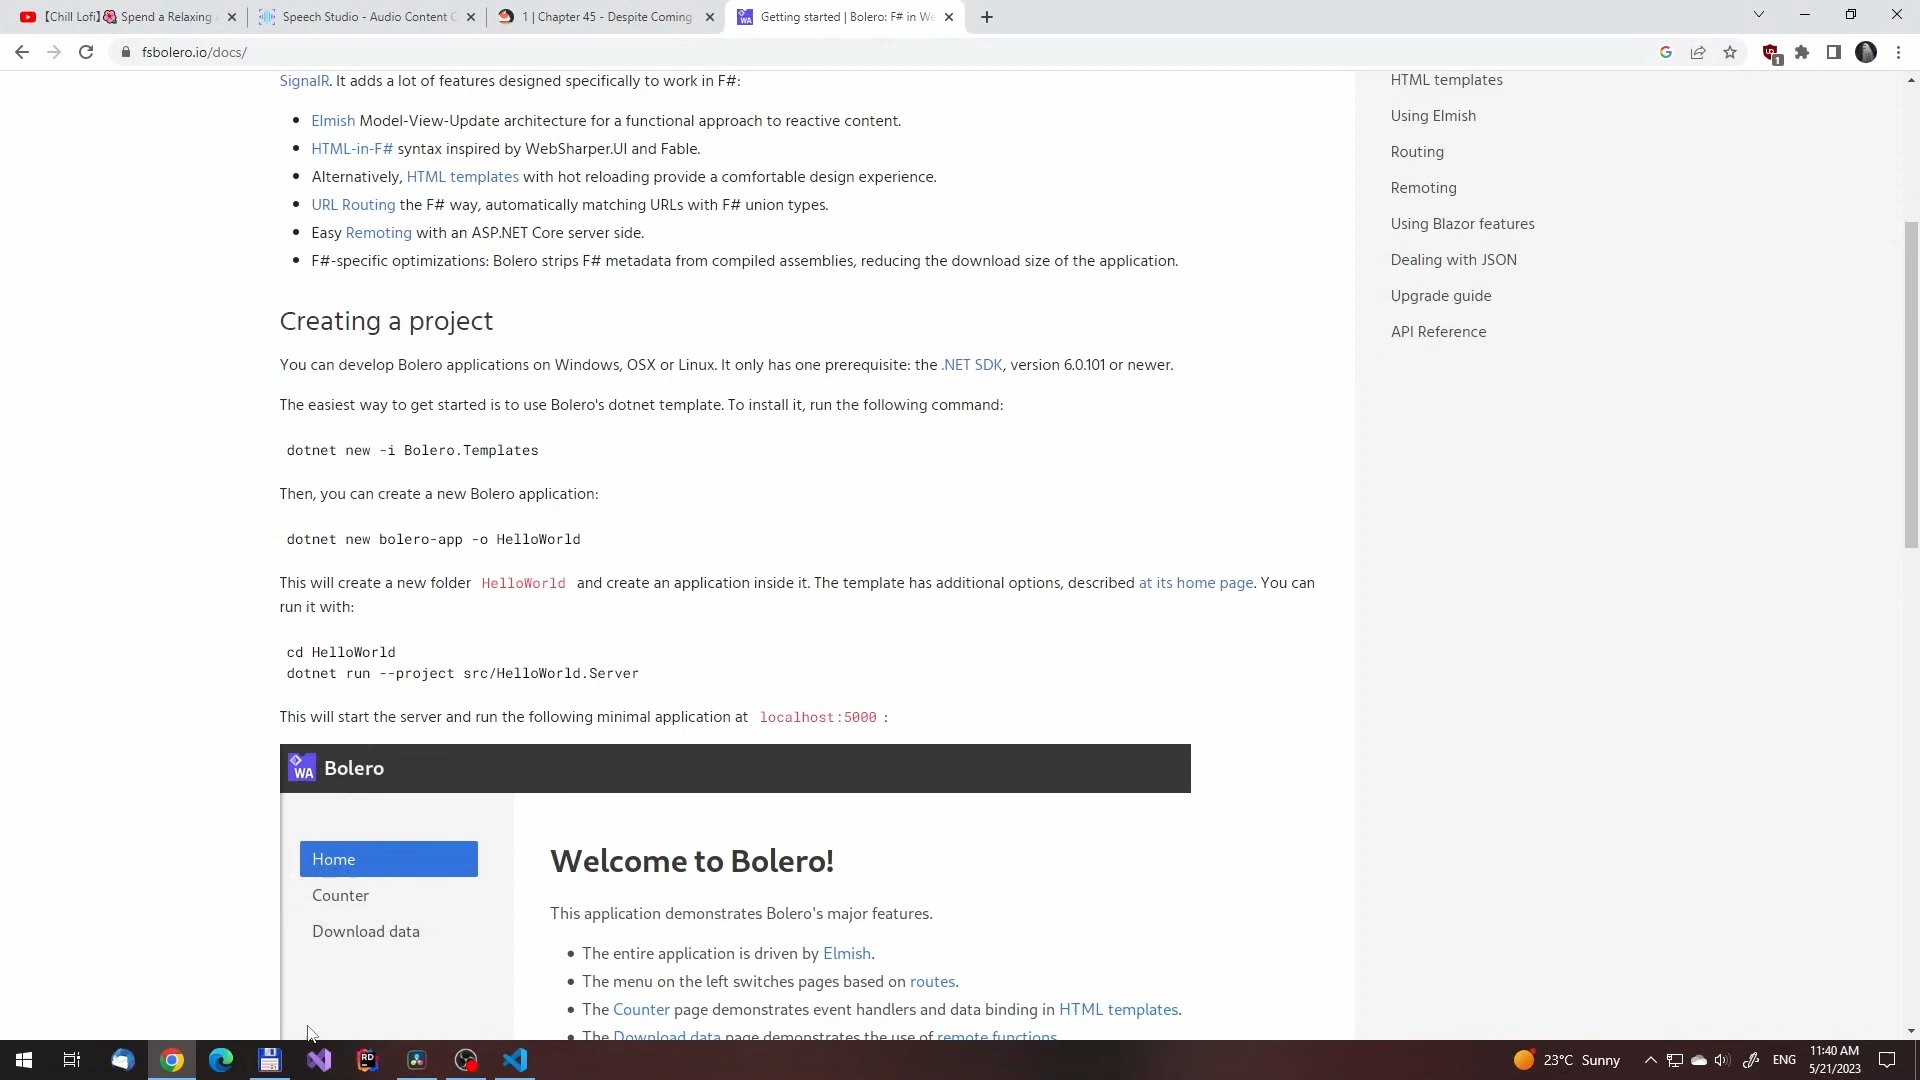 【Chill Lofi】🌺 Spend a Relaxing
Speech Studio - Audio Content C
1 | Chapter 45 - Despite Coming
Getting started | Bolero: F# in We
fsbolero.io/docs/
1
SignalR. It adds a lot of features designed specifically to work in F#:
Elmish Model-View-Update architecture for a functional approach to reactive content.
HTML-in-F# syntax inspired by WebSharper.UI and Fable.
Alternatively, HTML templates with hot reloading provide a comfortable design experience.
URL Routing the F# way, automatically matching URLs with F# union types.
Easy Remoting with an ASP.NET Core server side.
F#-specific optimizations: Bolero strips F# metadata from compiled assemblies, reducing the download size of the application.
Creating a project
You can develop Bolero applications on Windows, OSX or Linux. It only has one prerequisite: the .NET SDK, version 6.0.101 or newer.
The easiest way to get started is to use Bolero's dotnet template. To install it, run the following command:
dotnet new -i Bolero.Templates
Then, you can create a new Bolero application:
dotnet new bolero-app -o HelloWorld
This will create a new folder HelloWorld and create an application inside it. The template has additional options, described at its home page. You can
run it with:
cd HelloWorld
dotnet run --project src/HelloWorld.Server
This will start the server and run the following minimal application at localhost:5000 :
WA Bolero
Home
Counter
Download data
Welcome to Bolero!
This application demonstrates Bolero's major features.
The entire application is driven by Elmish.
The menu on the left switches pages based on routes.
The Counter page demonstrates event handlers and data binding in HTML templates.
The Download data page demonstrates the use of remote functions.
HTML templates
Using Elmish
Routing
Remoting
Using Blazor features
Dealing with JSON
Upgrade guide
API Reference
RD
23°C Sunny
ENG
11:40 AM
5/21/2023